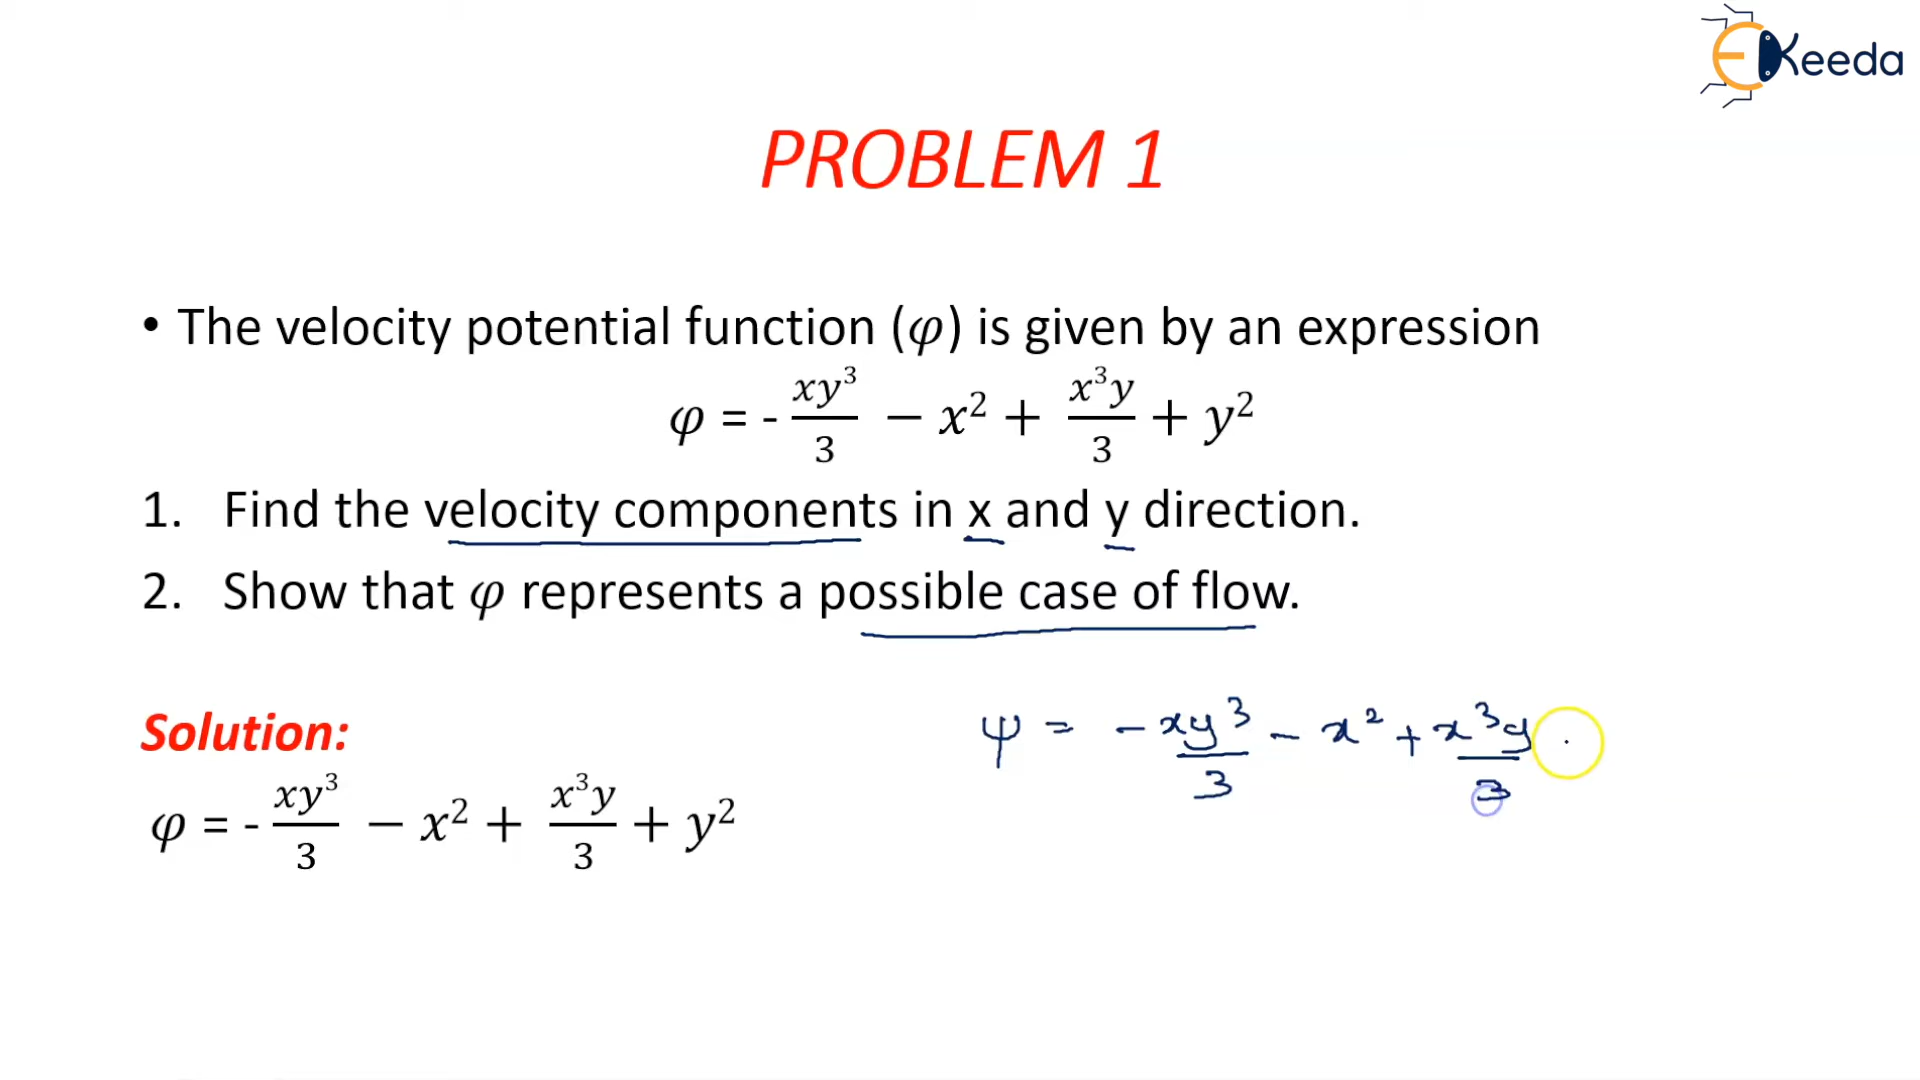 EKeeda
PROBLEM 1
• The velocity potential function (φ) is given by an expression
φ = - xy³/3 − x² + x³y/3 + y²
1. Find the velocity components in x and y direction.
2. Show that φ represents a possible case of flow.
Solution:
φ = - xy³/3 − x² + x³y/3 + y²
ψ = - xy³/3 - x² + x³y/3